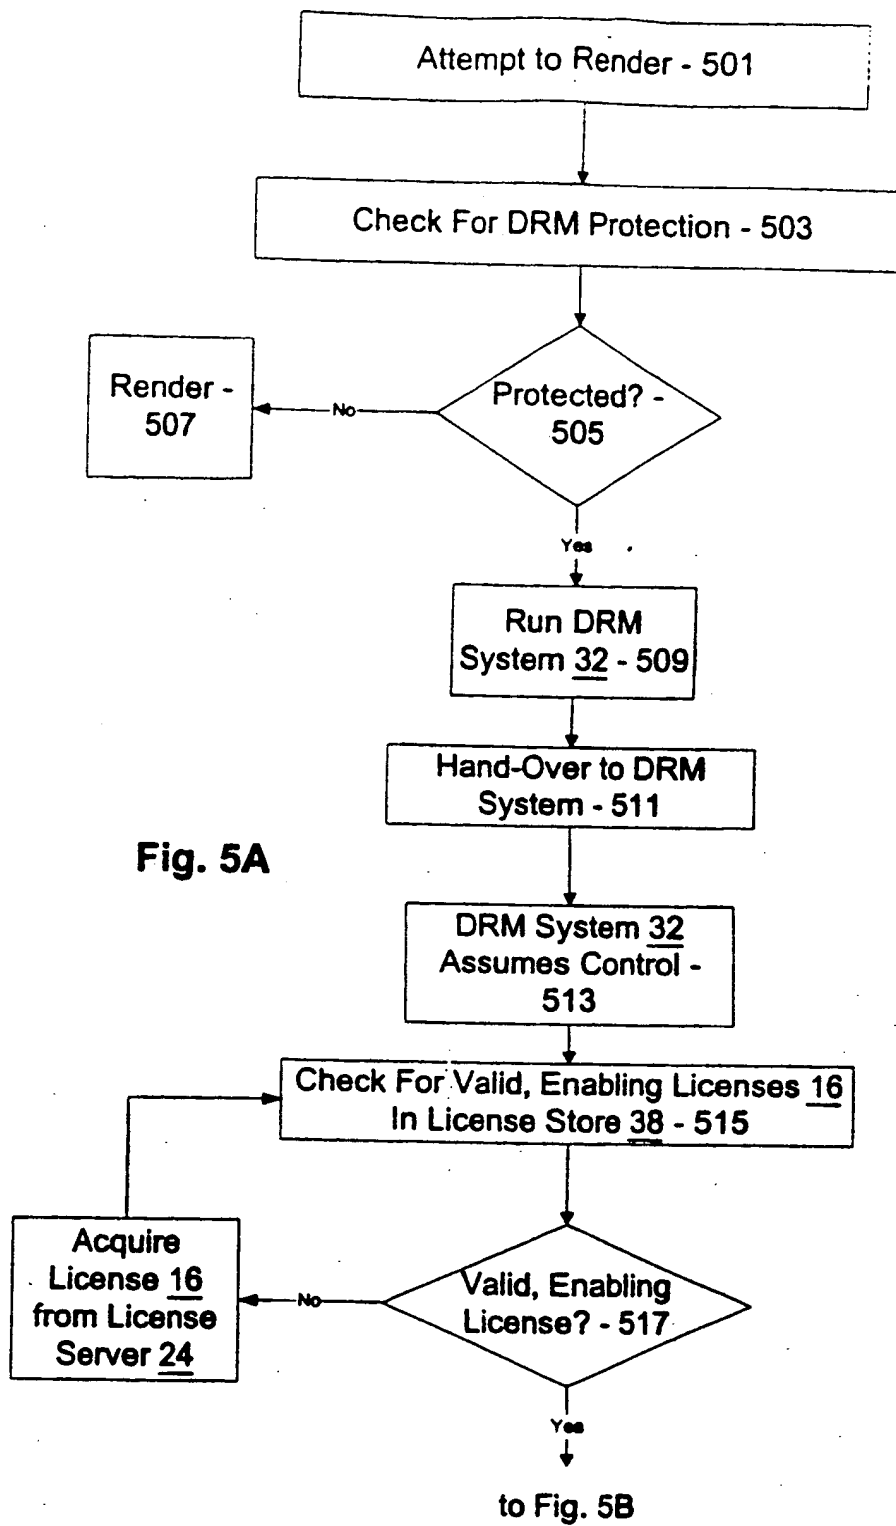 Attempt to Render - 501
Check For DRM Protection - 503
Protected? -
505
No
Render -
507
Yes
Run DRM
System 32 - 509
Hand-Over to DRM
System - 511
Fig. 5A
DRM System 32
Assumes Control -
513
Check For Valid, Enabling Licenses 16
In License Store 38 - 515
Valid, Enabling
License? - 517
No
Acquire
License 16
from License
Server 24
Yes
to Fig. 5B